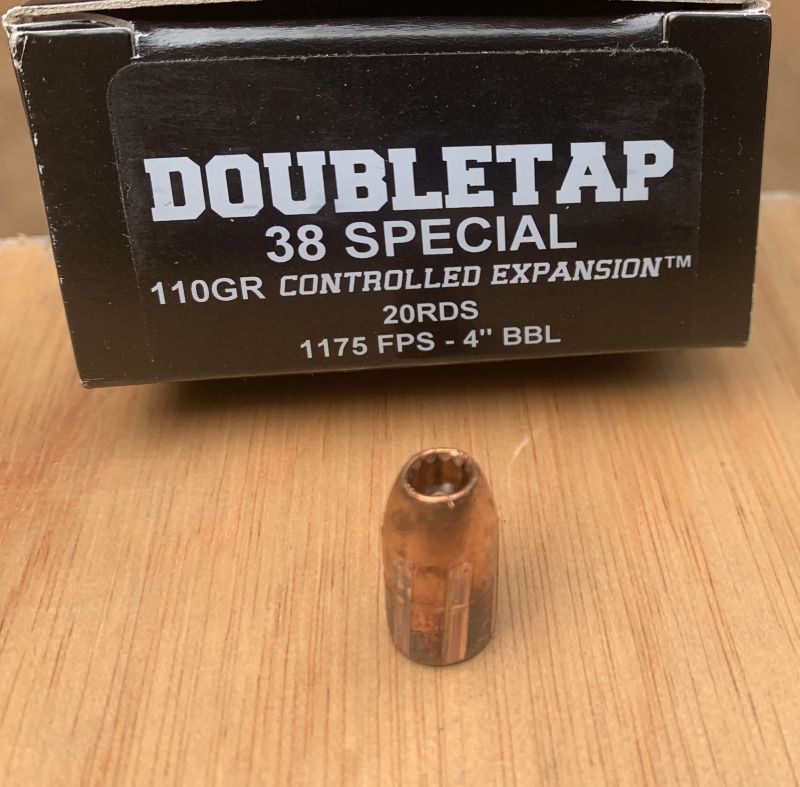 DOUBLETAP
38 SPECIAL
110GR CONTROLLED EXPANSION™
20RDS
1175 FPS - 4" BBL